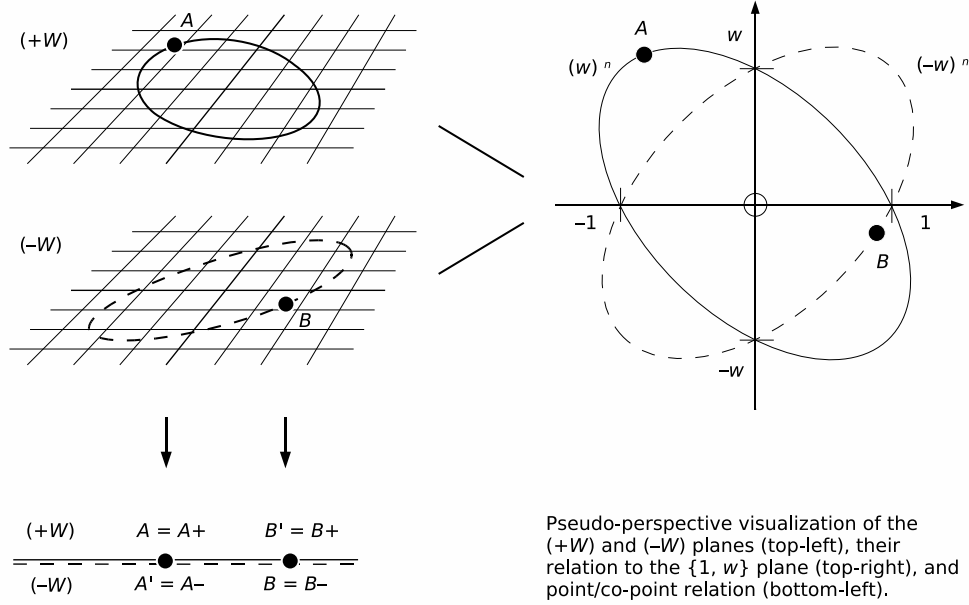 (+W)
A
(–W)
B
A
w
(w) n
(–w) n
–1
1
B
–w
(+W)
A = A+
B' = B+
(–W)
A' = A–
B = B–
Pseudo-perspective visualization of the
(+W) and (–W) planes (top-left), their
relation to the {1, w} plane (top-right), and
point/co-point relation (bottom-left).